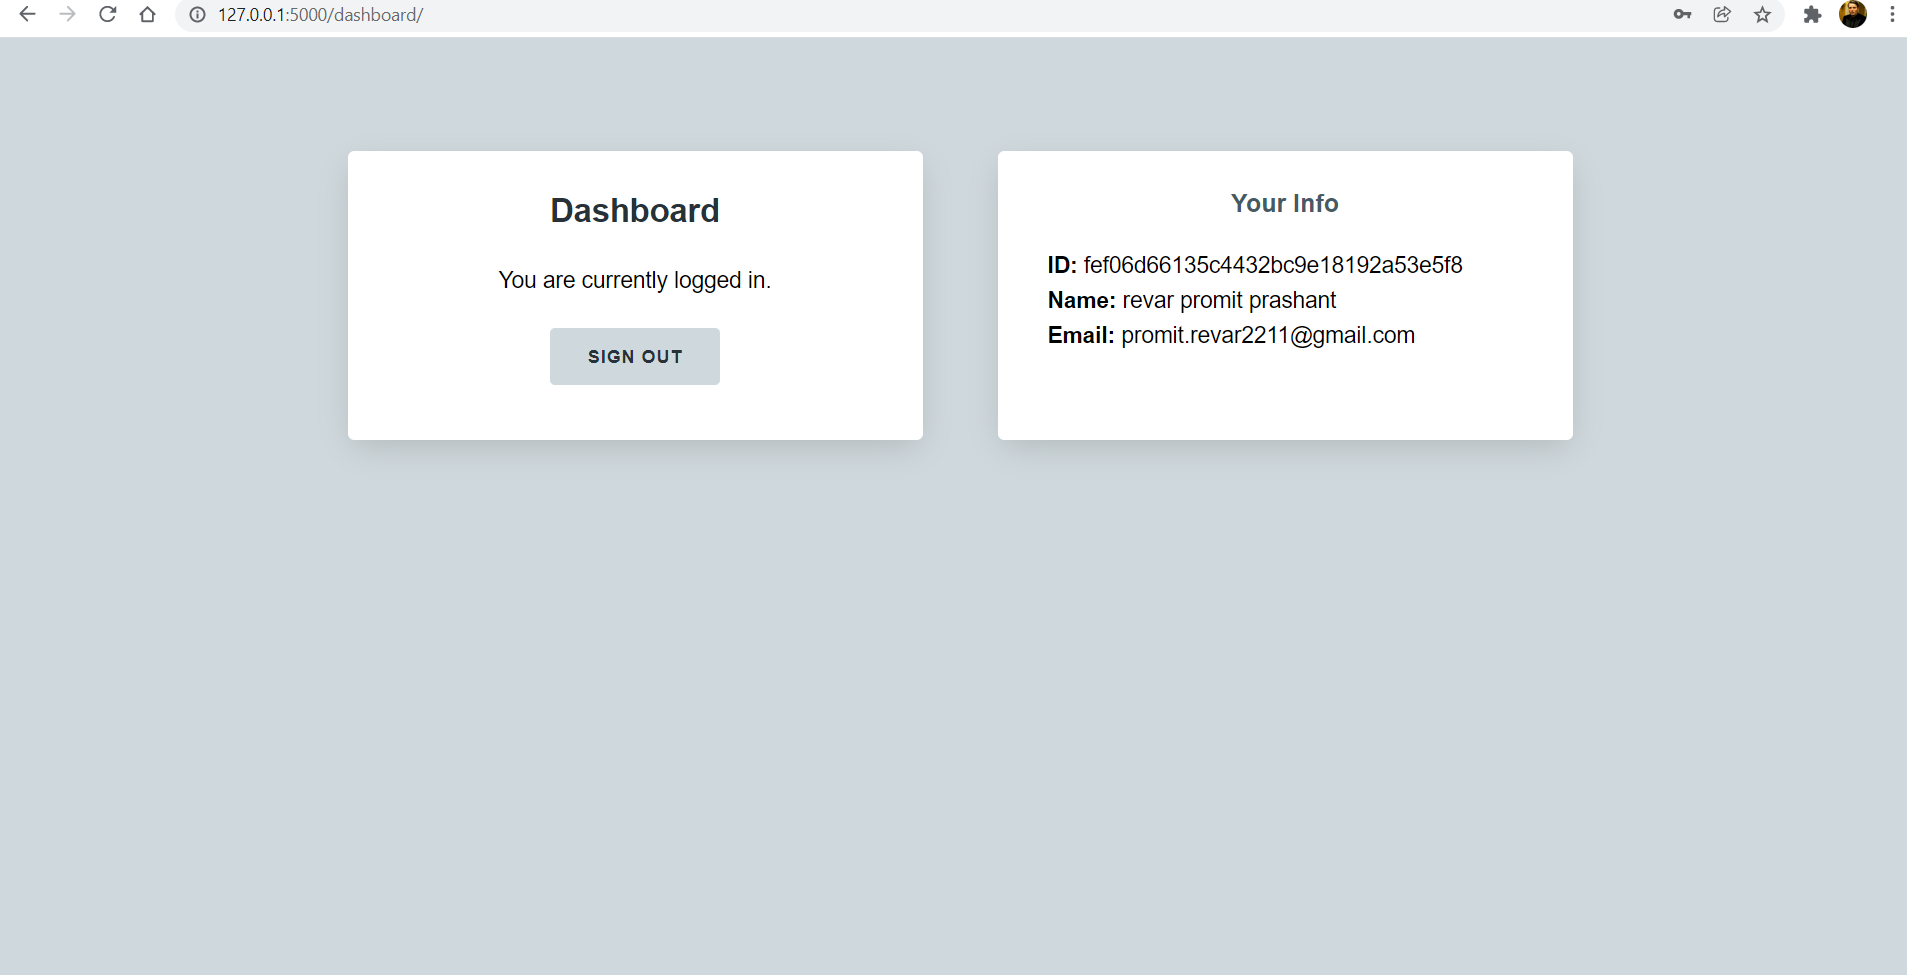 127.0.0.1:5000/dashboard/
Dashboard
You are currently logged in.
SIGN OUT
Your Info
ID: fef06d66135c4432bc9e18192a53e5f8
Name: revar promit prashant
Email: promit.revar2211@gmail.com